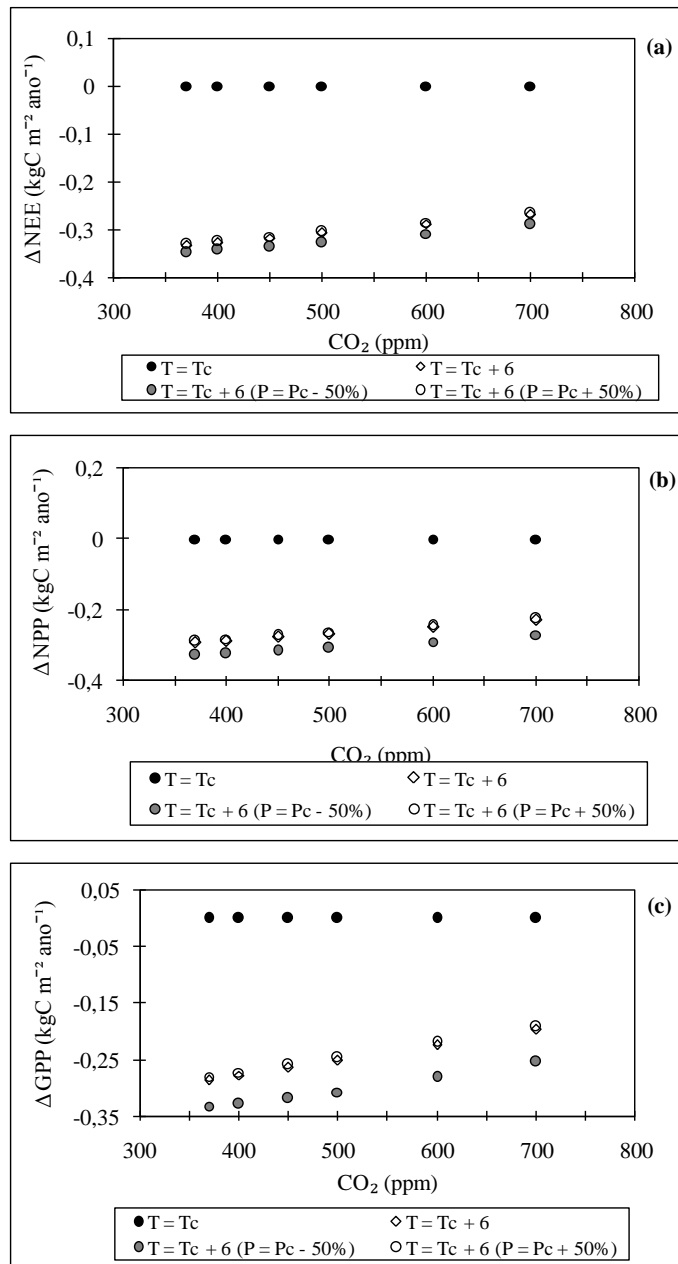 (a)
ΔNEE (kgC m⁻² ano⁻¹)
0,1
0
-0,1
-0,2
-0,3
-0,4
300 400 500 600 700 800
CO₂ (ppm)
T = Tc T = Tc + 6
T = Tc + 6 (P = Pc - 50%) T = Tc + 6 (P = Pc + 50%)
(b)
ΔNPP (kgC m⁻² ano⁻¹)
0,2
0
-0,2
-0,4
300 400 500 600 700 800
CO₂ (ppm)
T = Tc T = Tc + 6
T = Tc + 6 (P = Pc - 50%) T = Tc + 6 (P = Pc + 50%)
(c)
ΔGPP (kgC m⁻² ano⁻¹)
0,05
-0,05
-0,15
-0,25
-0,35
300 400 500 600 700 800
CO₂ (ppm)
T = Tc T = Tc + 6
T = Tc + 6 (P = Pc - 50%) T = Tc + 6 (P = Pc + 50%)